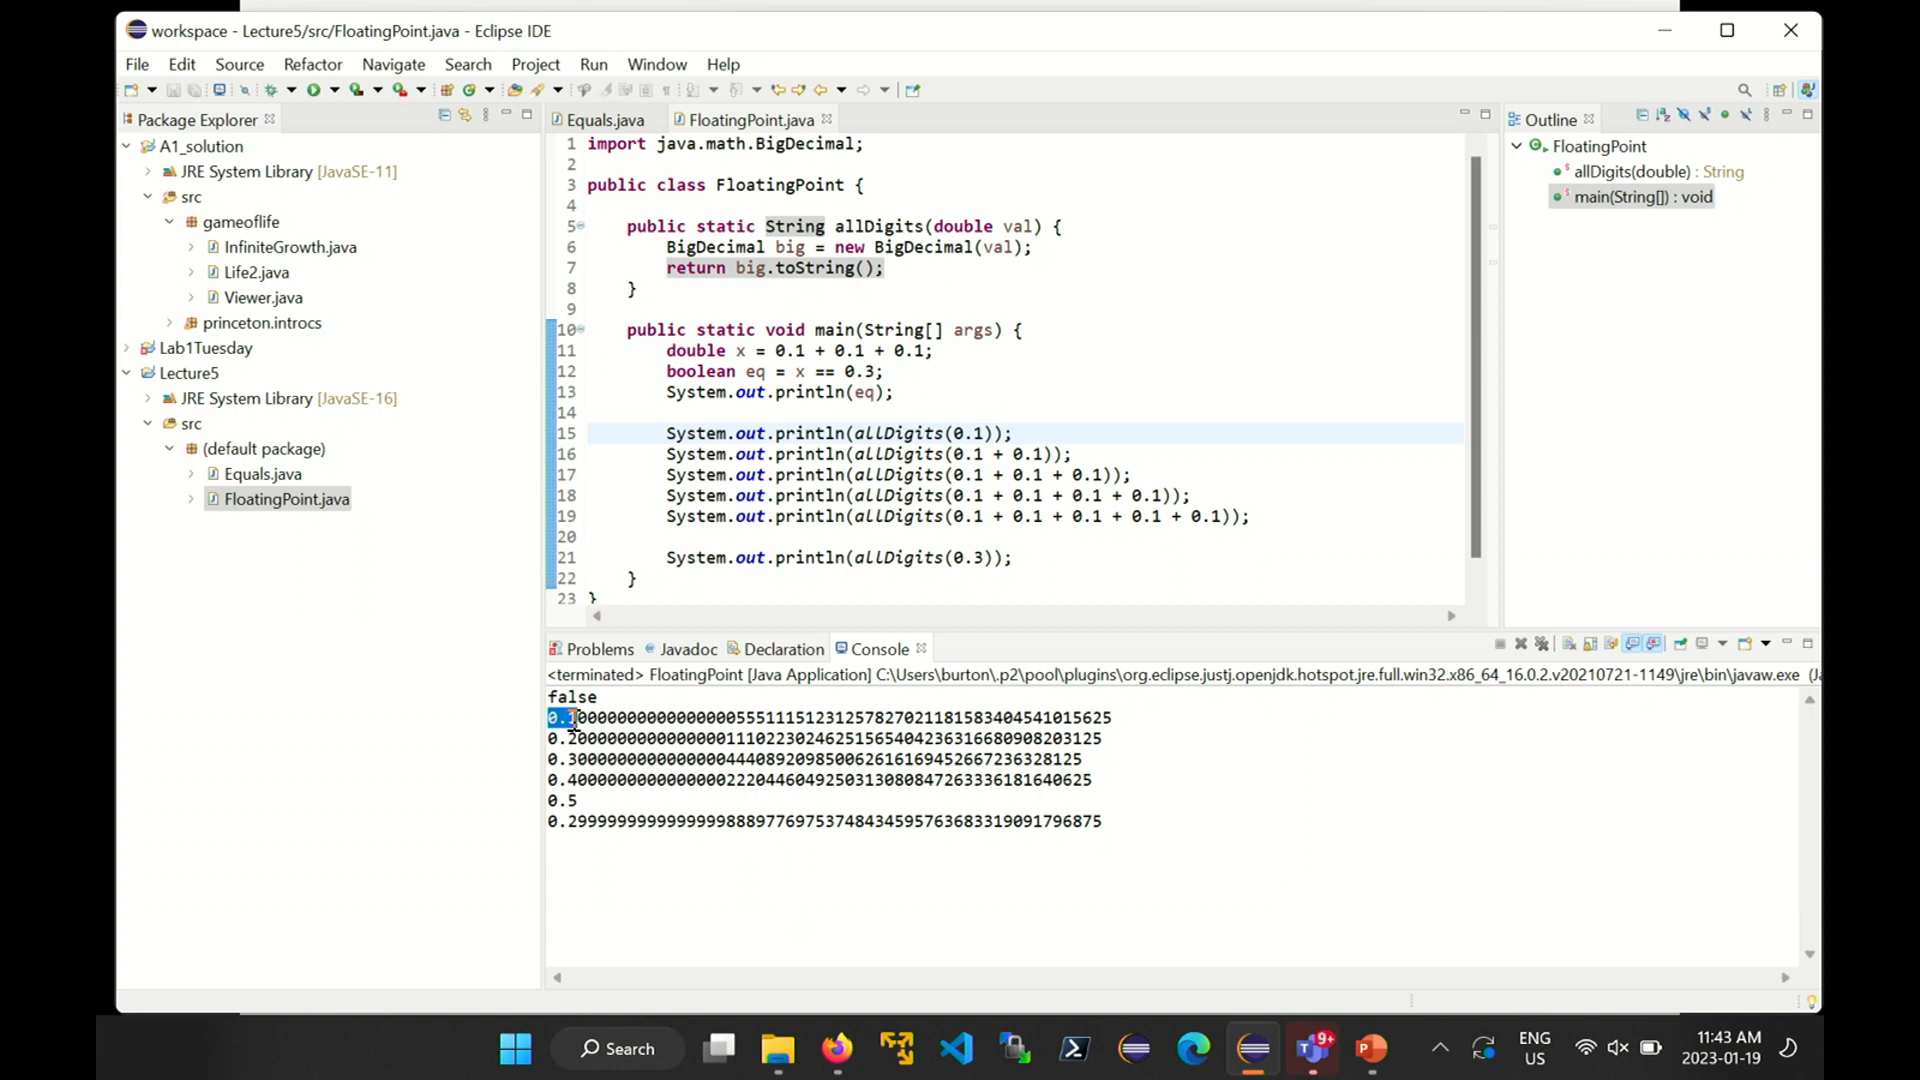 workspace - Lecture5/src/FloatingPoint.java - Eclipse IDE
File Edit Source Refactor Navigate Search Project Run Window Help
Package Explorer
A1_solution
JRE System Library [JavaSE-11]
src
gameoflife
InfiniteGrowth.java
Life2.java
Viewer.java
princeton.introcs
Lab1Tuesday
Lecture5
JRE System Library [JavaSE-16]
src
(default package)
Equals.java
FloatingPoint.java
Equals.java FloatingPoint.java
1 import java.math.BigDecimal;
2
3 public class FloatingPoint {
4
5 public static String allDigits(double val) {
6 BigDecimal big = new BigDecimal(val);
7 return big.toString();
8 }
9
10 public static void main(String[] args) {
11 double x = 0.1 + 0.1 + 0.1;
12 boolean eq = x == 0.3;
13 System.out.println(eq);
14
15 System.out.println(allDigits(0.1));
16 System.out.println(allDigits(0.1 + 0.1));
17 System.out.println(allDigits(0.1 + 0.1 + 0.1));
18 System.out.println(allDigits(0.1 + 0.1 + 0.1 + 0.1));
19 System.out.println(allDigits(0.1 + 0.1 + 0.1 + 0.1 + 0.1));
20
21 System.out.println(allDigits(0.3));
22 }
23 }
Outline
FloatingPoint
allDigits(double) : String
main(String[]) : void
Problems Javadoc Declaration Console
<terminated> FloatingPoint [Java Application] C:\Users\burton\.p2\pool\plugins\org.eclipse.justj.openjdk.hotspot.jre.full.win32.x86_64_16.0.2.v20210721-1149\jre\bin\javaw.exe (J
false
0.1000000000000000055511151231257827021181583404541015625
0.200000000000000011102230246251565404236316680908203125
0.3000000000000000444089209850062616169452667236328125
0.40000000000000002220446049250313080847263336181640625
0.5
0.299999999999999988897769753748434595763683319091796875
Search
9+
ENG
US
11:43 AM
2023-01-19